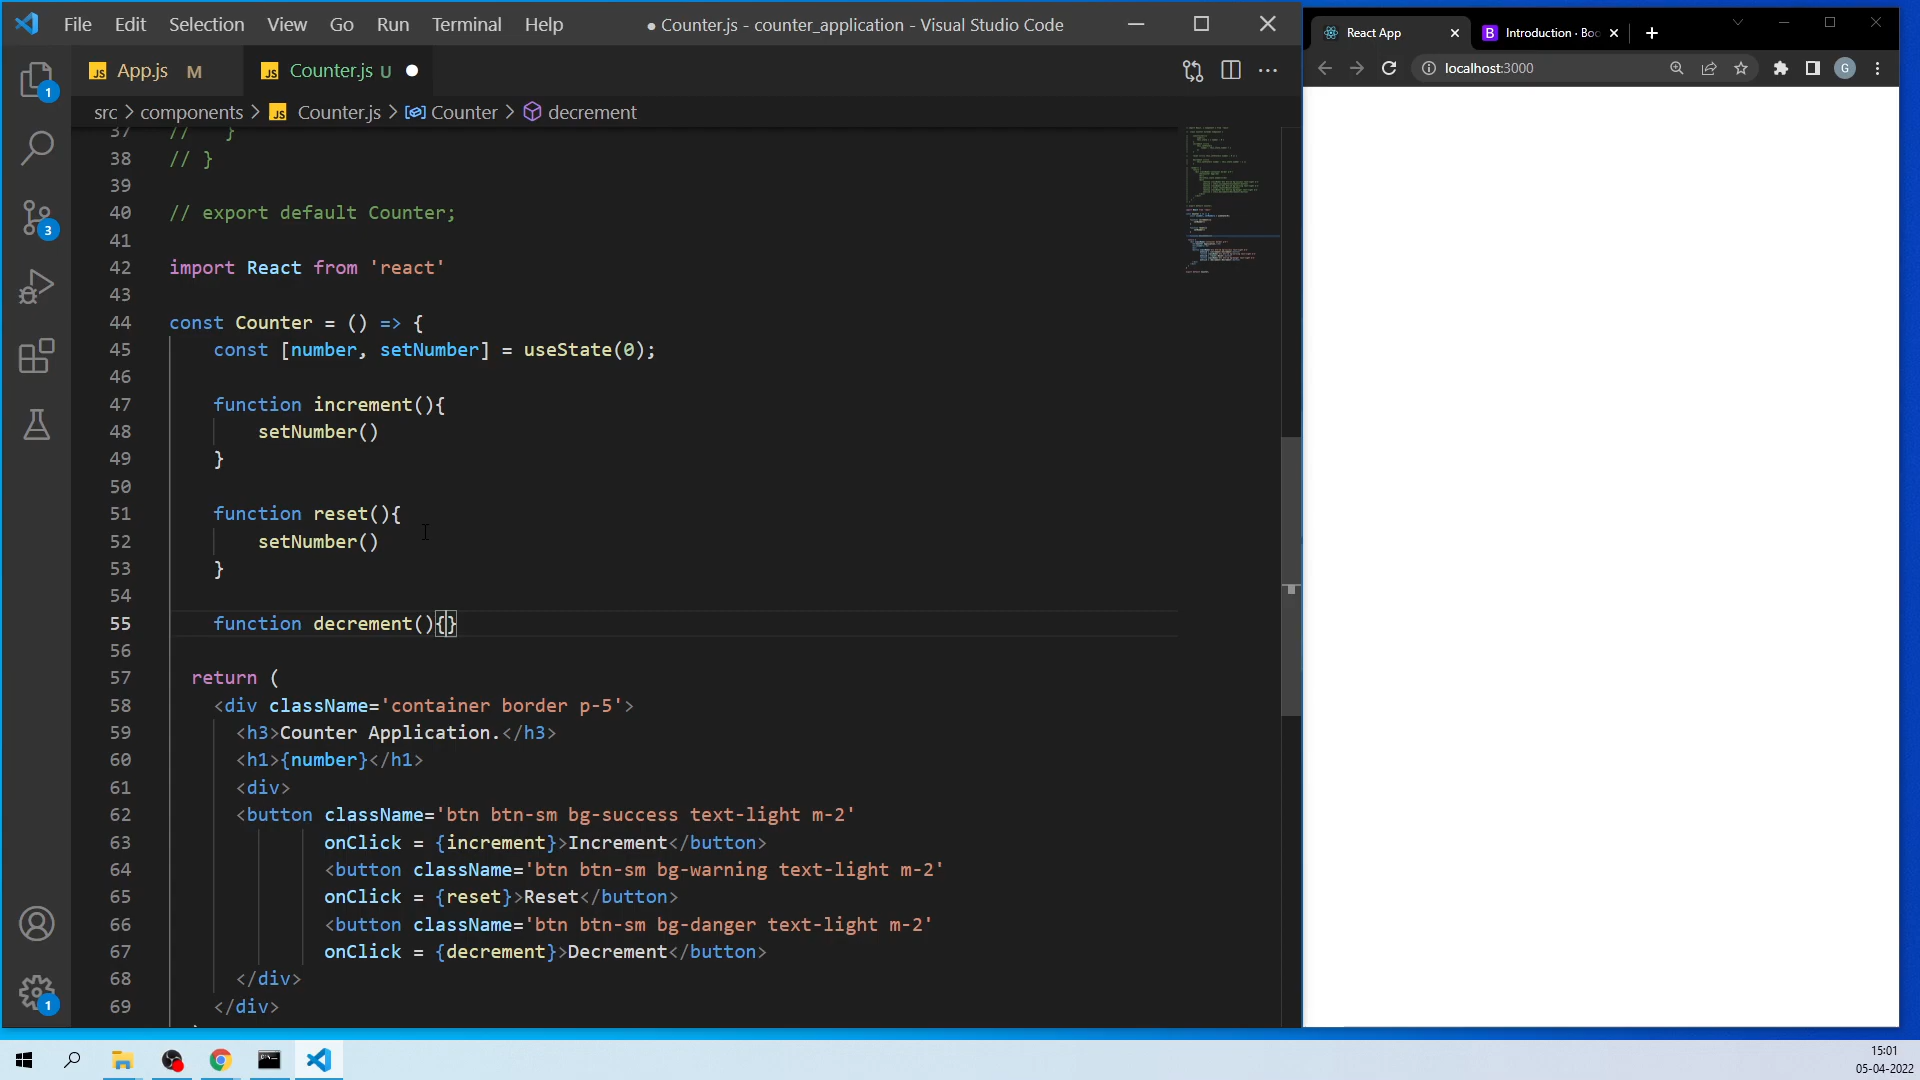 File Edit Selection View Go Run Terminal Help
● Counter.js - counter_application - Visual Studio Code
JS App.js M
JS Counter.js U ●
src > components > JS Counter.js > Counter > decrement
37 // }
38 // }
39
40 // export default Counter;
41
42 import React from 'react'
43
44 const Counter = () => {
45 const [number, setNumber] = useState(0);
46
47 function increment(){
48 setNumber()
49 }
50
51 function reset(){
52 setNumber()
53 }
54
55 function decrement(){}
56
57 return (
58 <div className='container border p-5'>
59 <h3>Counter Application.</h3>
60 <h1>{number}</h1>
61 <div>
62 <button className='btn btn-sm bg-success text-light m-2'
63 onClick = {increment}>Increment</button>
64 <button className='btn btn-sm bg-warning text-light m-2'
65 onClick = {reset}>Reset</button>
66 <button className='btn btn-sm bg-danger text-light m-2'
67 onClick = {decrement}>Decrement</button>
68 </div>
69 </div>
1
3
1
React App
B Introduction · Boo
localhost:3000
G
15:01
05-04-2022